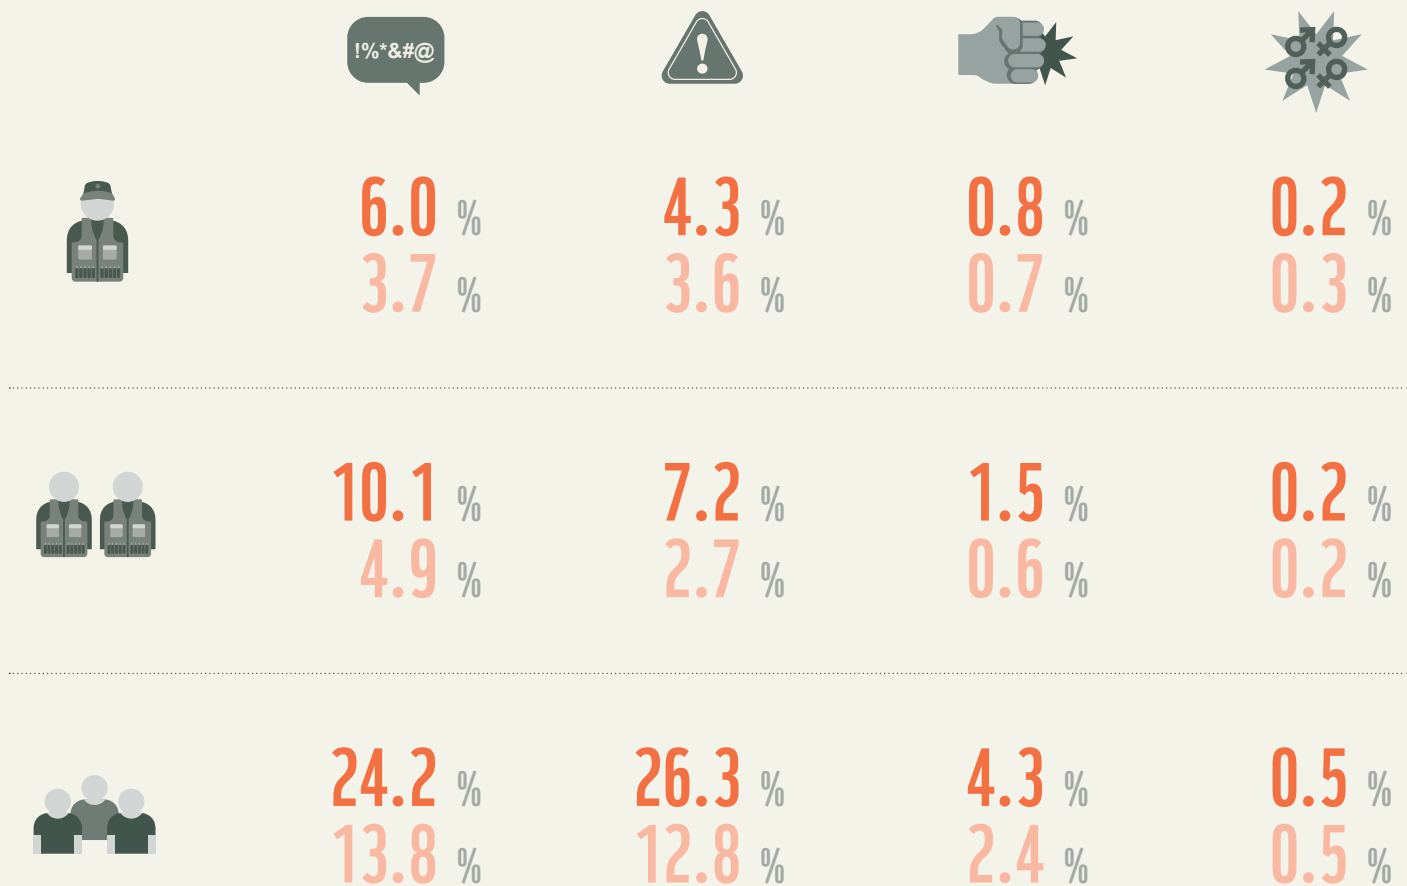 !%*&#@
!
6.0 % 4.3 % 0.8 % 0.2 %
3.7 % 3.6 % 0.7 % 0.3 %
10.1 % 7.2 % 1.5 % 0.2 %
4.9 % 2.7 % 0.6 % 0.2 %
24.2 % 26.3 % 4.3 % 0.5 %
13.8 % 12.8 % 2.4 % 0.5 %